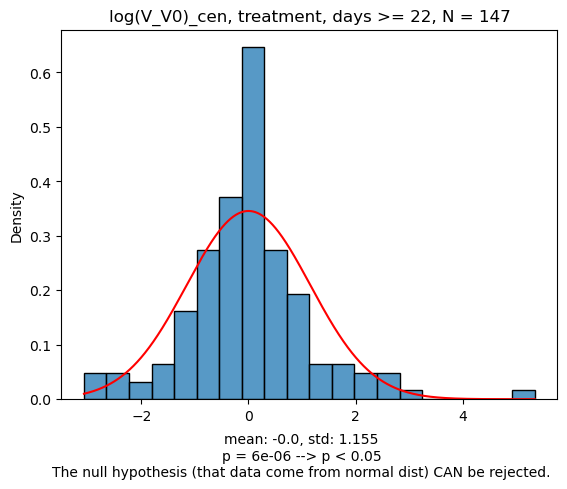 log(V_V0)_cen, treatment, days >= 22, N = 147
Density
0.6
0.5
0.4
0.3
0.2
0.1
0.0
−2 0 2 4
mean: -0.0, std: 1.155
p = 6e-06 --> p < 0.05
The null hypothesis (that data come from normal dist) CAN be rejected.